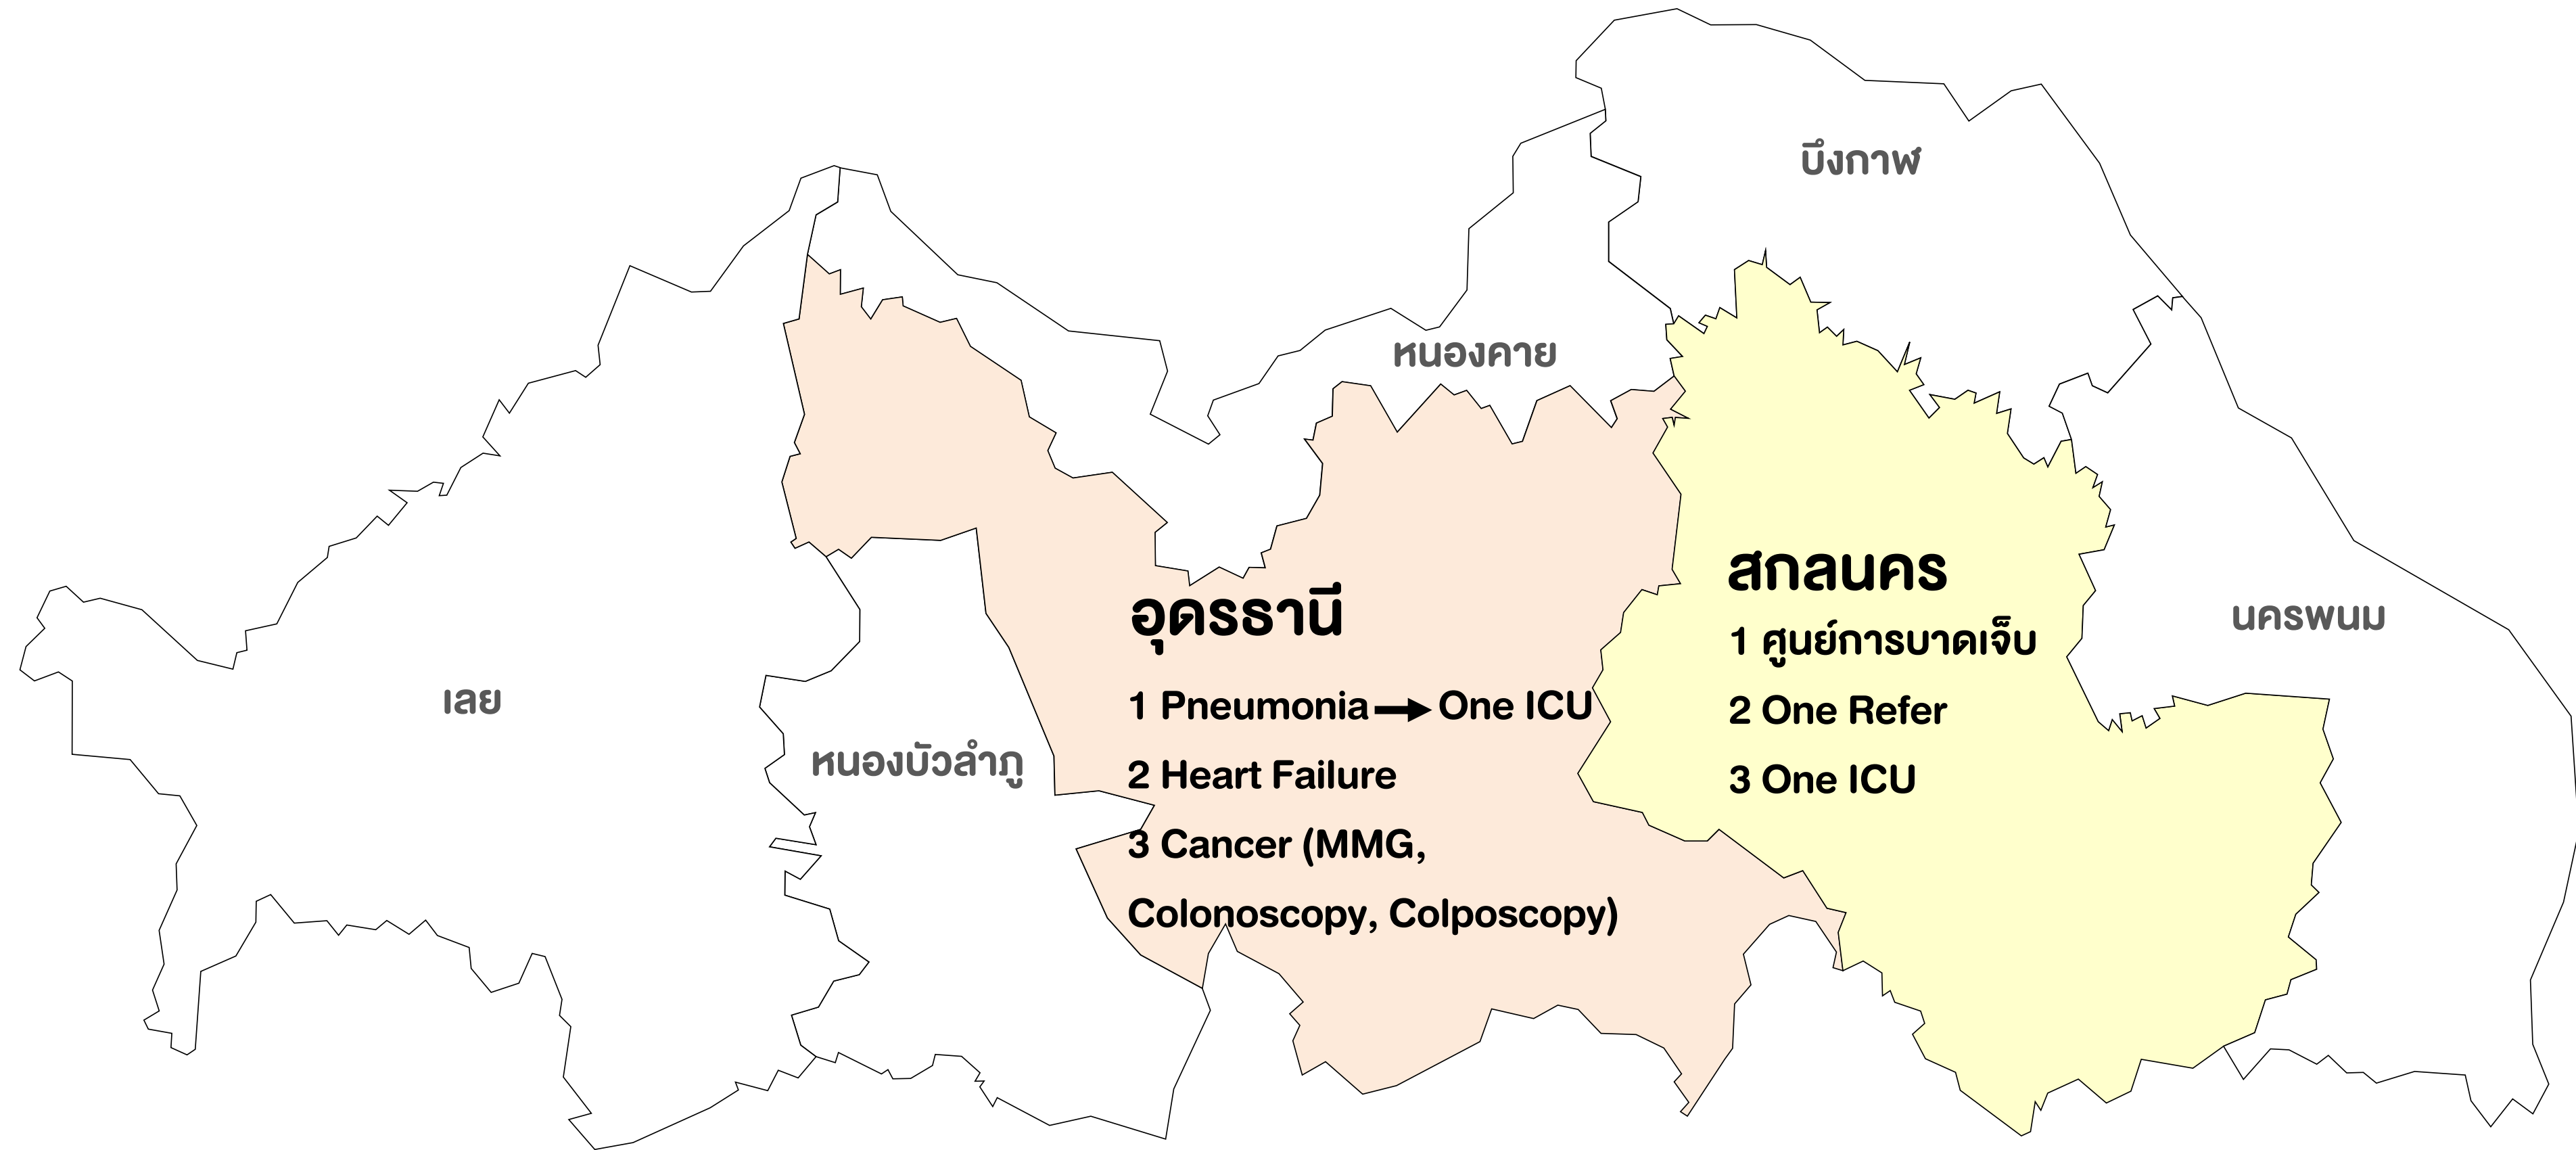 บึงกาฬ
หนองคาย
เลย
หนองบัวลำภู
อุดรธานี
1 Pneumonia → One ICU
2 Heart Failure
3 Cancer (MMG,
Colonoscopy, Colposcopy)
สกลนคร
1 ศูนย์การบาดเจ็บ
2 One Refer
3 One ICU
นครพนม